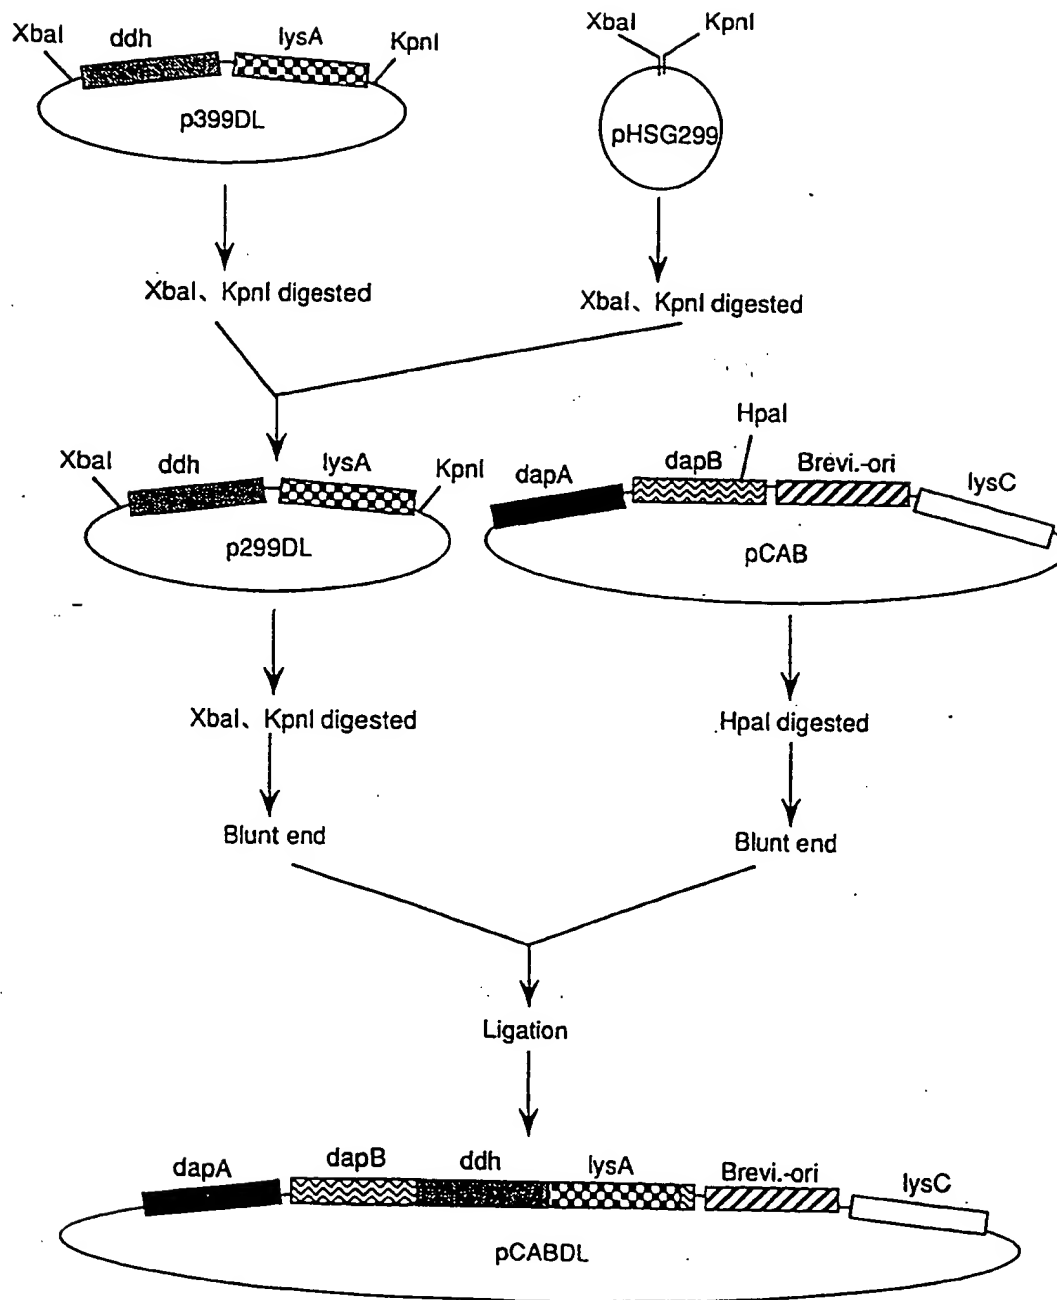 XbaI ddh lysA KpnI
p399DL
XbaI KpnI
pHSG299
XbaI、KpnI digested
XbaI、KpnI digested
XbaI ddh lysA KpnI
p299DL
HpaI
dapA dapB Brevi.-ori lysC
pCAB
XbaI、KpnI digested
HpaI digested
Blunt end
Blunt end
Ligation
dapA dapB ddh lysA Brevi.-ori lysC
pCABDL